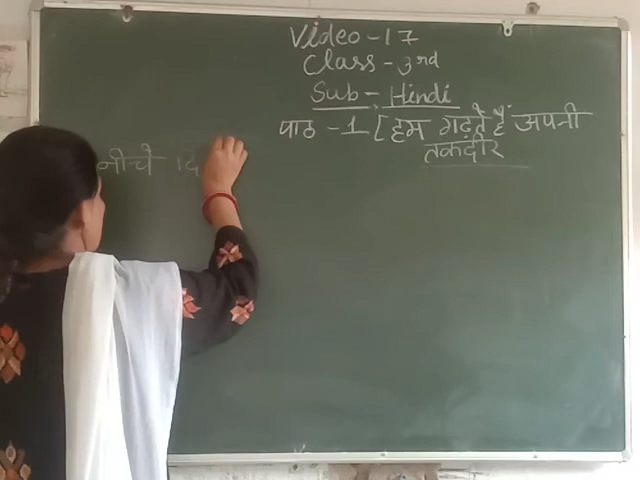 Video - 17
Class - 3rd
Sub - Hindi
पाठ - 1 [ हम गढ़ते हैं अपनी
तकदीर
नीचे दि